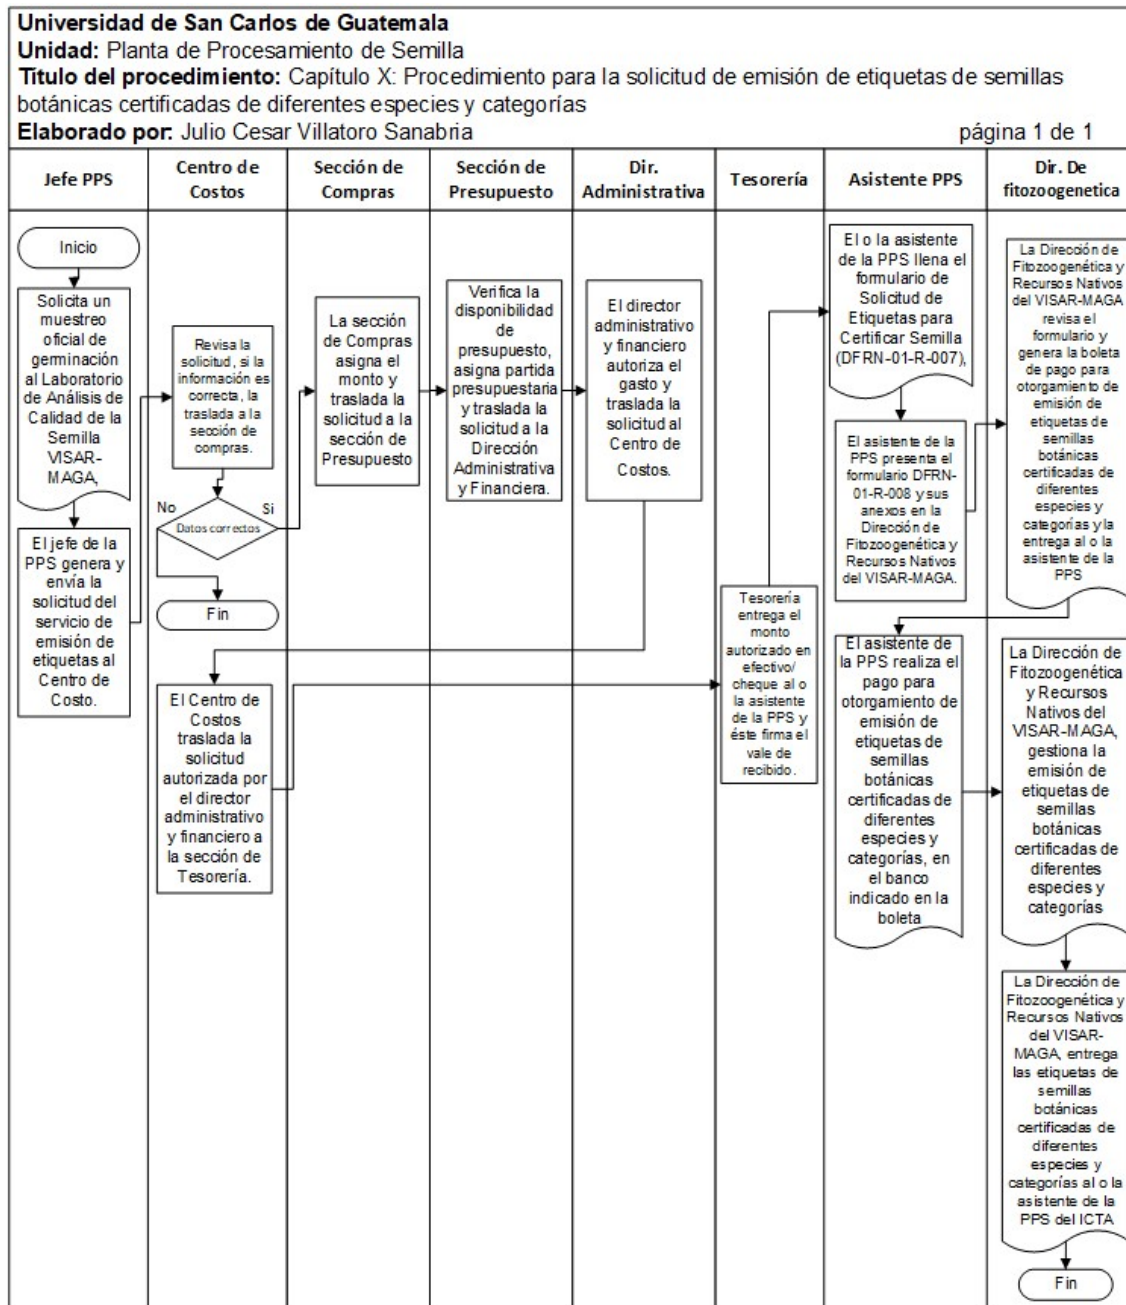 Universidad de San Carlos de Guatemala
Unidad: Planta de Procesamiento de Semilla
Título del procedimiento: Capítulo X: Procedimiento para la solicitud de emisión de etiquetas de semillas
botánicas certificadas de diferentes especies y categorías
Elaborado por: Julio Cesar Villatoro Sanabria
página 1 de 1
Jefe PPS
Centro de
Costos
Sección de
Compras
Sección de
Presupuesto
Dir.
Administrativa
Tesorería
Asistente PPS
Dir. De
fitozoogenetica
Inicio
Solicita un
muestreo
oficial de
germinación
al Laboratorio
de Análisis de
Calidad de la
Semilla
VISAR-
MAGA,
El jefe de la
PPS genera y
envía la
solicitud del
servicio de
emisión de
etiquetas al
Centro de
Costo.
Revisa la
solicitud, si la
información es
correcta, la
traslada a la
sección de
compras.
No
Si
Datos correctos
Fin
El Centro de
Costos
traslada la
solicitud
autorizada por
el director
administrativo
y financiero a
la sección de
Tesorería.
La sección
de Compras
asigna el
monto y
traslada la
solicitud a la
sección de
Presupuesto
Verifica la
disponibilidad
de
presupuesto,
asigna partida
presupuestaria
y traslada la
solicitud a la
Dirección
Administrativa
y Financiera.
El director
administrativo
y financiero
autoriza el
gasto y
traslada la
solicitud al
Centro de
Costos.
Tesorería
entrega el
monto
autorizado en
efectivo/
cheque al o
la asistente
de la PPS y
éste firma el
vale de
recibido.
El o la asistente
de la PPS llena el
formulario de
Solicitud de
Etiquetas para
Certificar Semilla
(DFRN-01-R-007),
El asistente de la
PPS presenta el
formulario DFRN-
01-R-008 y sus
anexos en la
Dirección de
Fitozoogenética y
Recursos Nativos
del VISAR-MAGA.
El asistente de
la PPS realiza el
pago para
otorgamiento de
emisión de
etiquetas de
semillas
botánicas
certificadas de
diferentes
especies y
categorías, en
el banco
indicado en la
boleta
La Dirección de
Fitozoogenética y
Recursos Nativos
del VISAR-MAGA
revisa el
formulario y
genera la boleta
de pago para
otorgamiento de
emisión de
etiquetas de
semillas
botánicas
certificadas de
diferentes
especies y
categorías y la
entrega al o la
asistente de la
PPS
La Dirección de
Fitozoogenética
y Recursos
Nativos del
VISAR-MAGA,
gestiona la
emisión de
etiquetas de
semillas
botánicas
certificadas de
diferentes
especies y
categorías
La Dirección de
Fitozoogenética y
Recursos Nativos
del VISAR-
MAGA, entrega
las etiquetas de
semillas
botánicas
certificadas de
diferentes
especies y
categorías al o la
asistente de la
PPS del ICTA
Fin